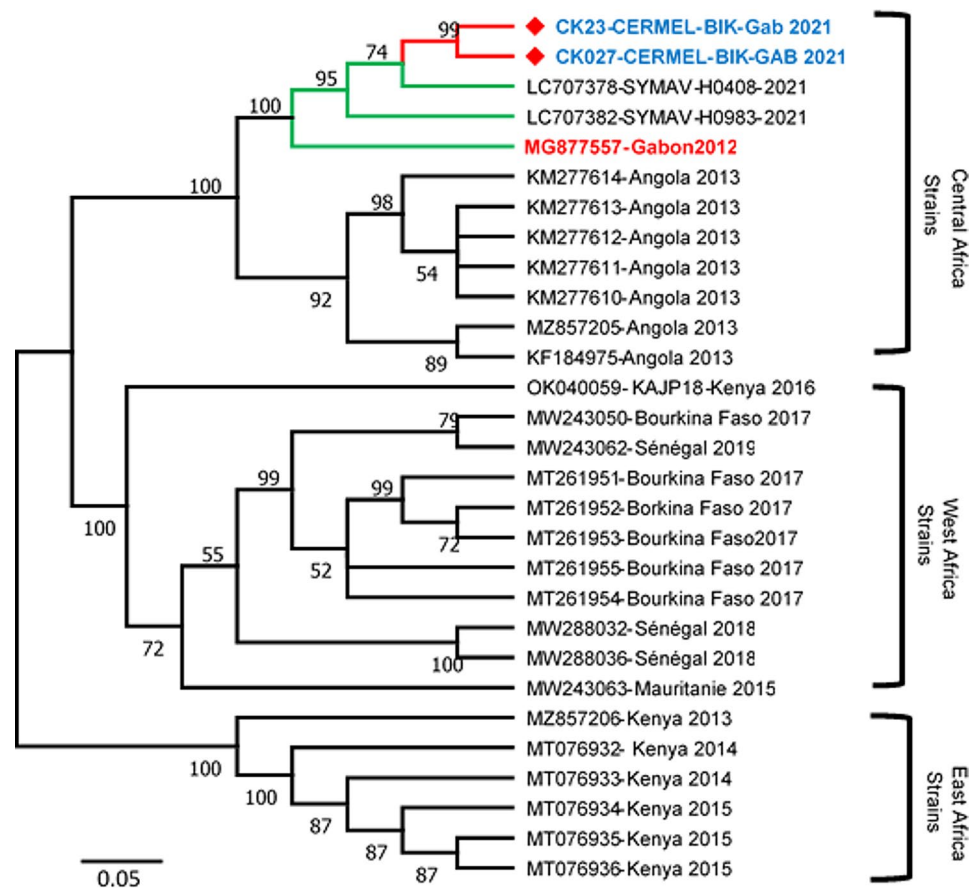 CK23-CERMEL-BIK-Gab 2021
CK027-CERMEL-BIK-GAB 2021
LC707378-SYMAV-H0408-2021
LC707382-SYMAV-H0983-2021
MG877557-Gabon2012
KM277614-Angola 2013
KM277613-Angola 2013
KM277612-Angola 2013
KM277611-Angola 2013
KM277610-Angola 2013
MZ857205-Angola 2013
KF184975-Angola 2013
OK040059- KAJP18-Kenya 2016
MW243050-Bourkina Faso 2017
MW243062-Sénégal 2019
MT261951-Bourkina Faso 2017
MT261952-Borkina Faso 2017
MT261953-Bourkina Faso2017
MT261955-Bourkina Faso 2017
MT261954-Bourkina Faso 2017
MW288032-Sénégal 2018
MW288036-Sénégal 2018
MW243063-Mauritanie 2015
MZ857206-Kenya 2013
MT076932- Kenya 2014
MT076933-Kenya 2014
MT076934-Kenya 2015
MT076935-Kenya 2015
MT076936-Kenya 2015
99
74
95
100
100
98
54
92
89
79
99
99
72
52
55
100
72
100
100
100
87
87
87
0.05
Central Africa
Strains
West Africa
Strains
East Africa
Strains